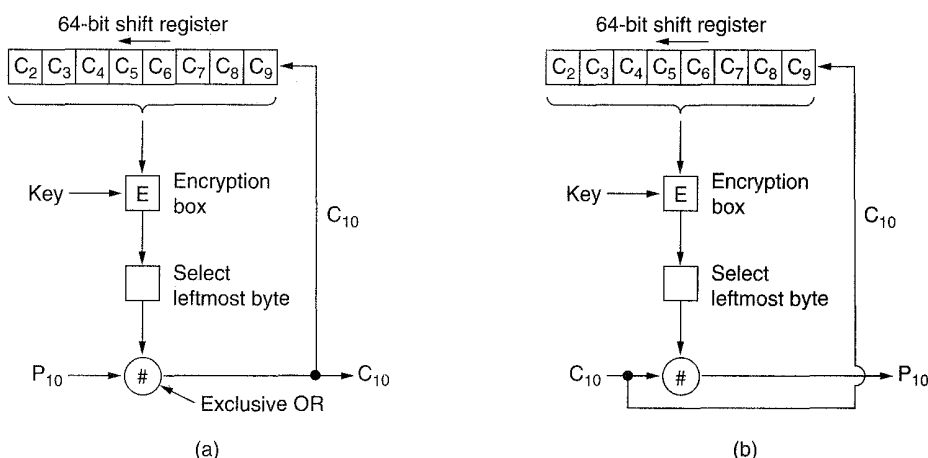 64-bit shift register
C₂ C₃ C₄ C₅ C₆ C₇ C₈ C₉
Key
E
Encryption
box
C₁₀
Select
leftmost byte
P₁₀
#
C₁₀
Exclusive OR
(a)
64-bit shift register
C₂ C₃ C₄ C₅ C₆ C₇ C₈ C₉
Key
E
Encryption
box
C₁₀
Select
leftmost byte
C₁₀
#
P₁₀
(b)